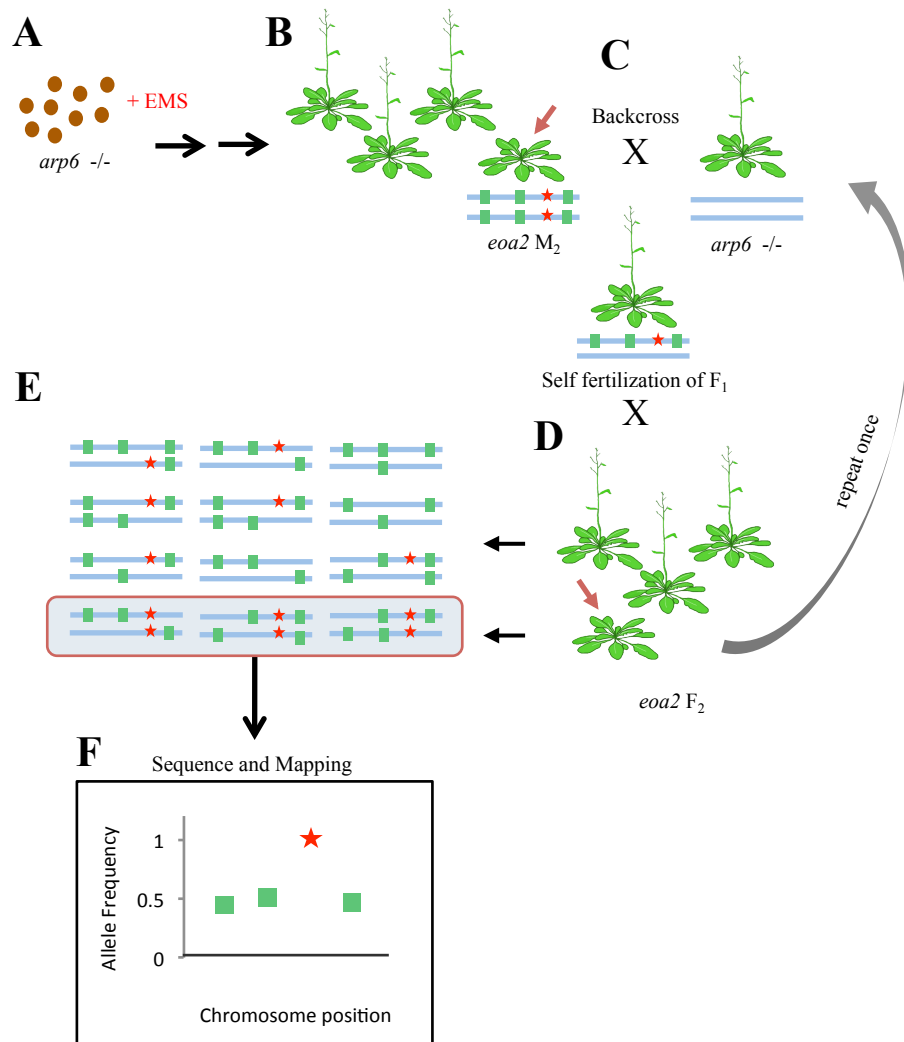 A
+ EMS
arp6 -/-
B
eoa2 M₂
C
Backcross
X
arp6 -/-
Self fertilization of F₁
X
repeat once
D
eoa2 F₂
E
F
Sequence and Mapping
Allele Frequency
1
0.5
0
Chromosome position